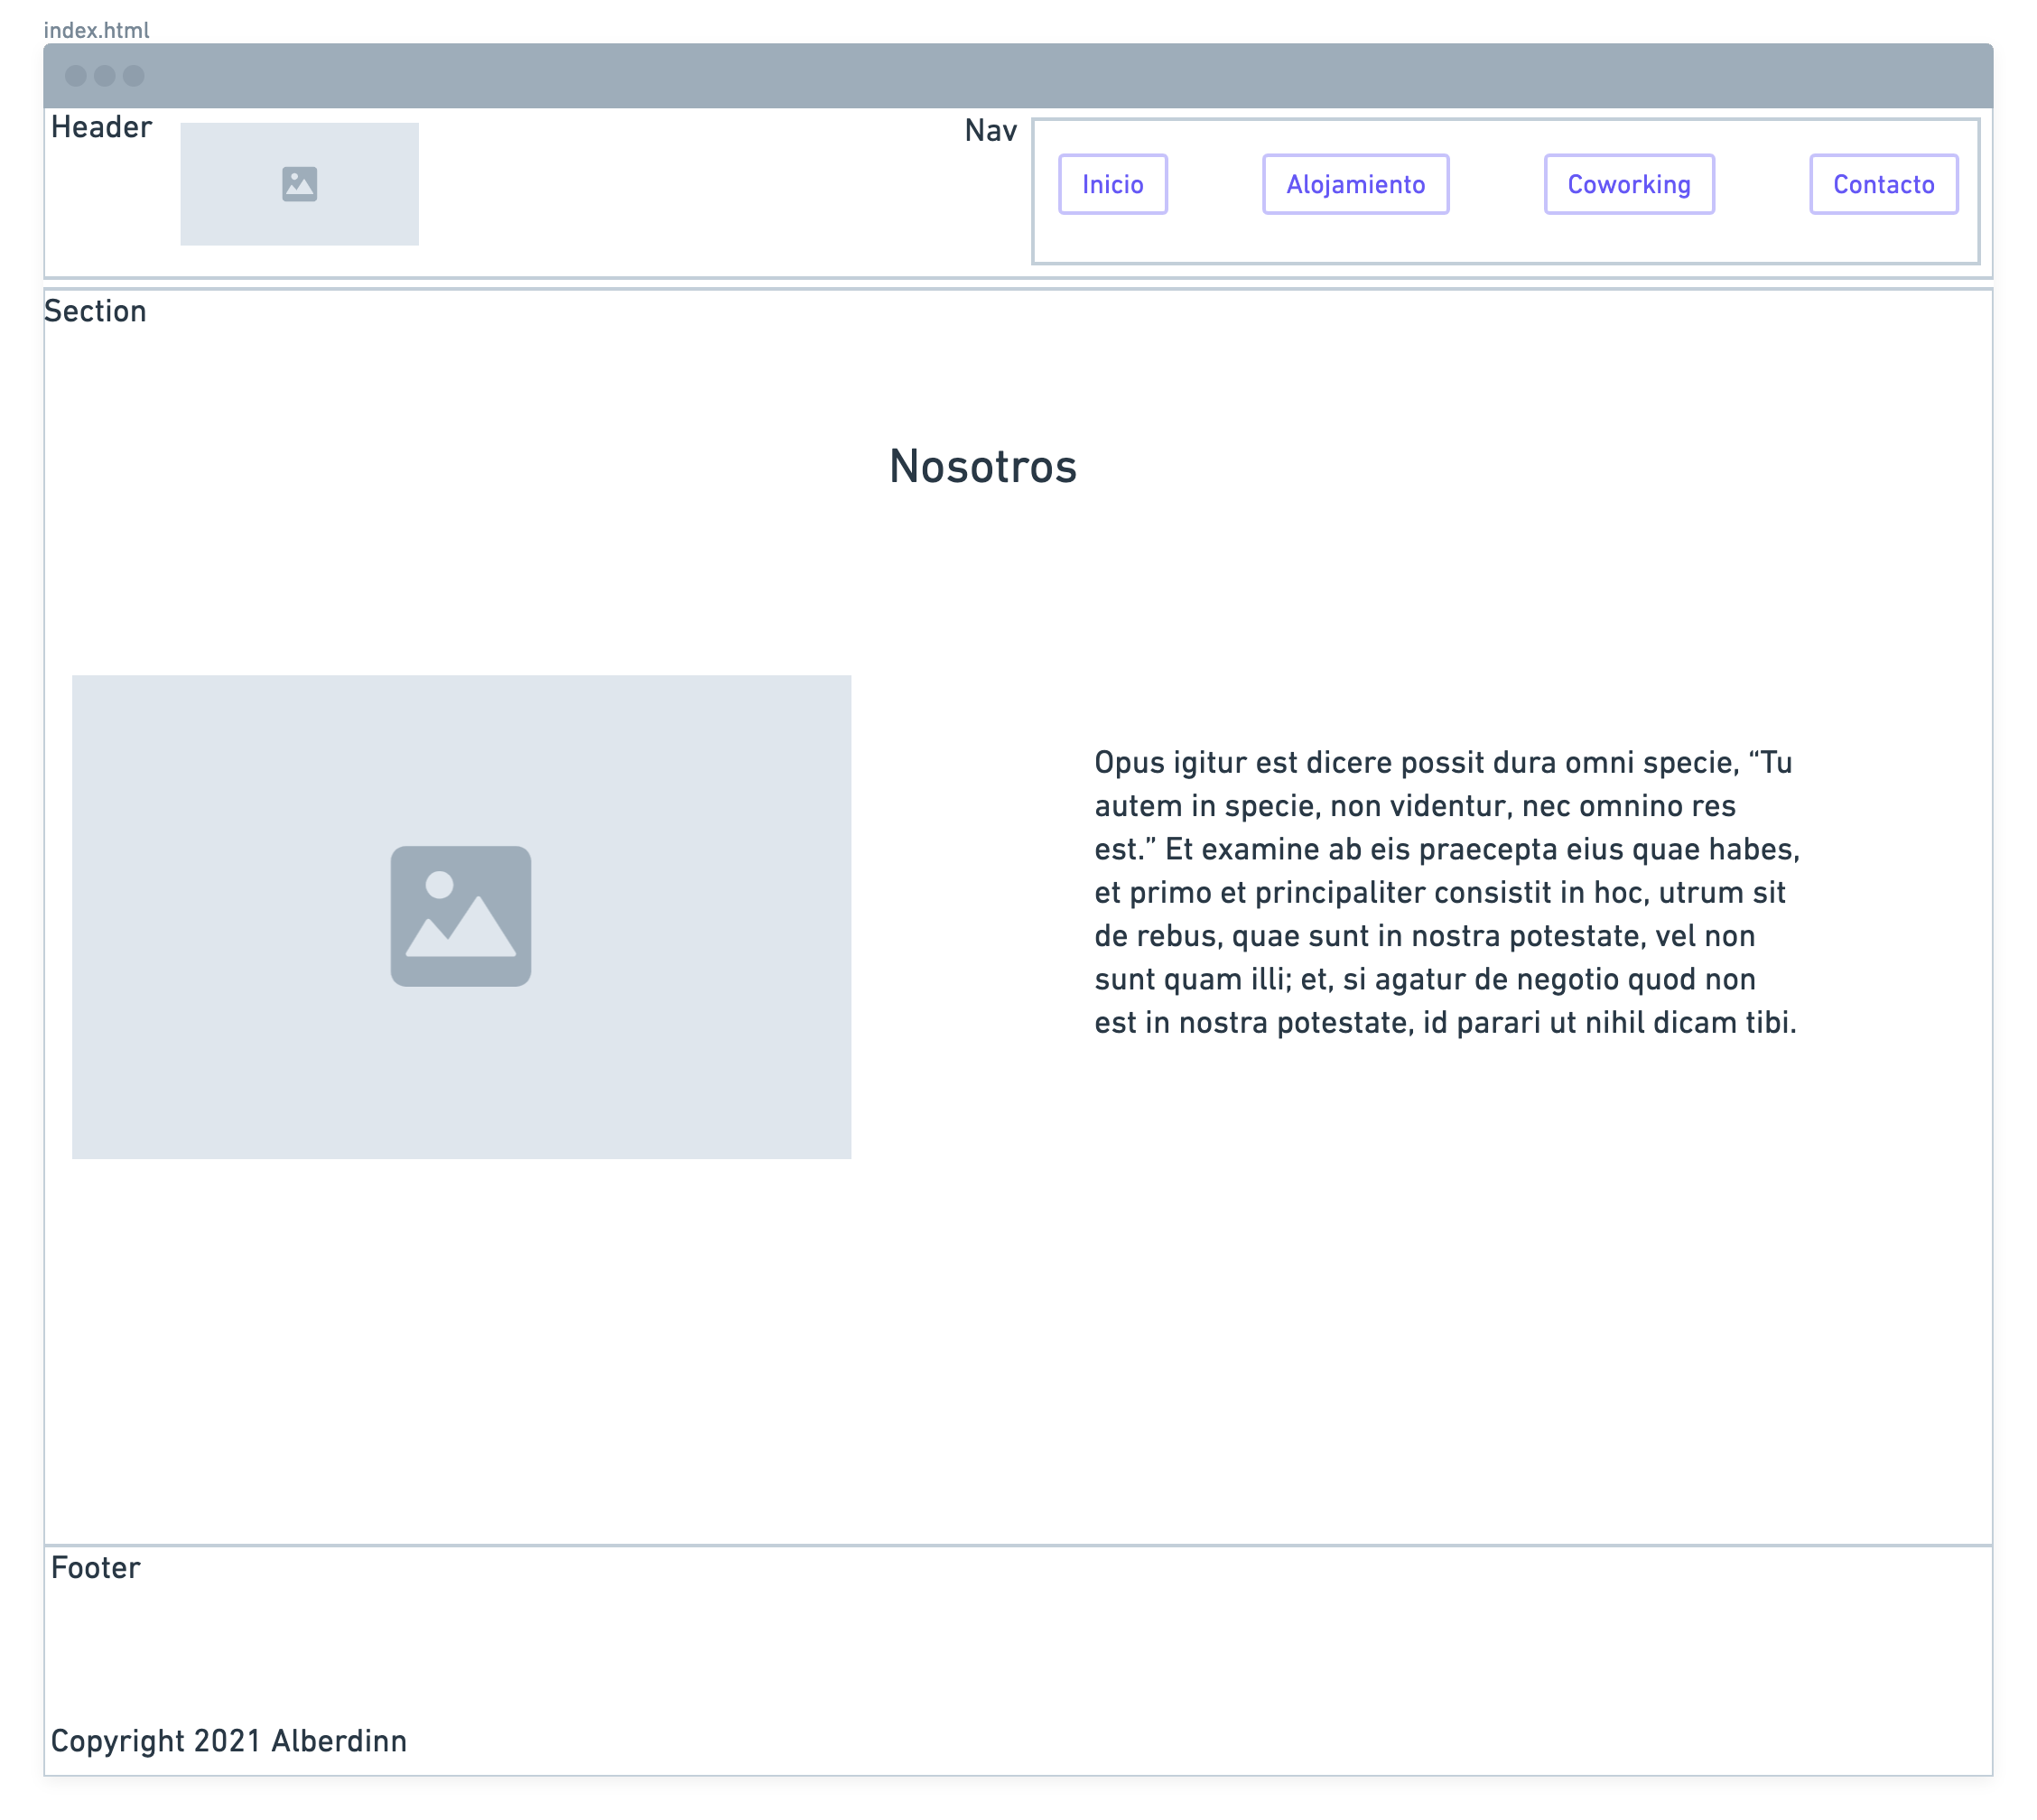 index.html
Header
Nav
Inicio
Alojamiento
Coworking
Contacto
Section
Nosotros
Opus igitur est dicere possit dura omni specie, “Tu
autem in specie, non videntur, nec omnino res
est.” Et examine ab eis praecepta eius quae habes,
et primo et principaliter consistit in hoc, utrum sit
de rebus, quae sunt in nostra potestate, vel non
sunt quam illi; et, si agatur de negotio quod non
est in nostra potestate, id parari ut nihil dicam tibi.
Footer
Copyright 2021 Alberdinn